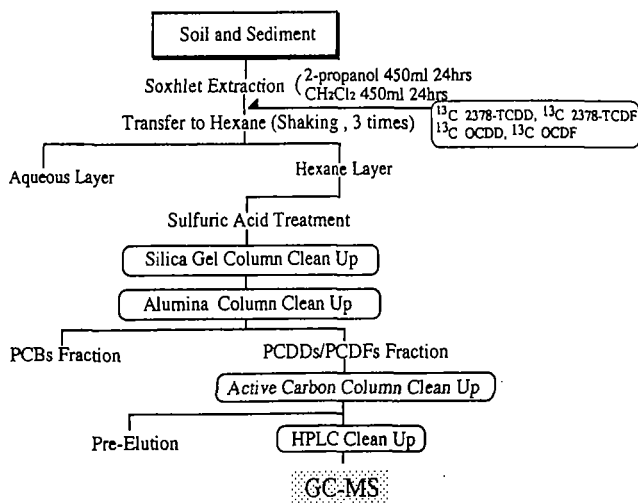 Soil and Sediment
Soxhlet Extraction ( 2-propanol 450ml 24hrs
CH2Cl2 450ml 24hrs
Transfer to Hexane (Shaking , 3 times)
¹³C 2378-TCDD, ¹³C 2378-TCDF
¹³C OCDD, ¹³C OCDF
Aqueous Layer
Hexane Layer
Sulfuric Acid Treatment
Silica Gel Column Clean Up
Alumina Column Clean Up
PCBs Fraction
PCDDs/PCDFs Fraction
Active Carbon Column Clean Up
Pre-Elution
HPLC Clean Up
GC-MS